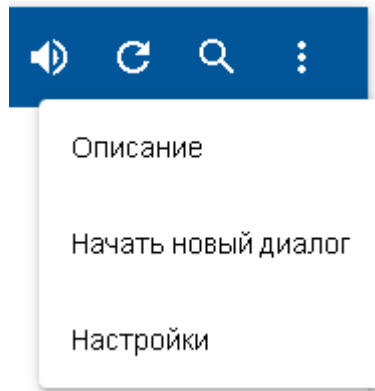 Описание
Начать новый диалог
Настройки